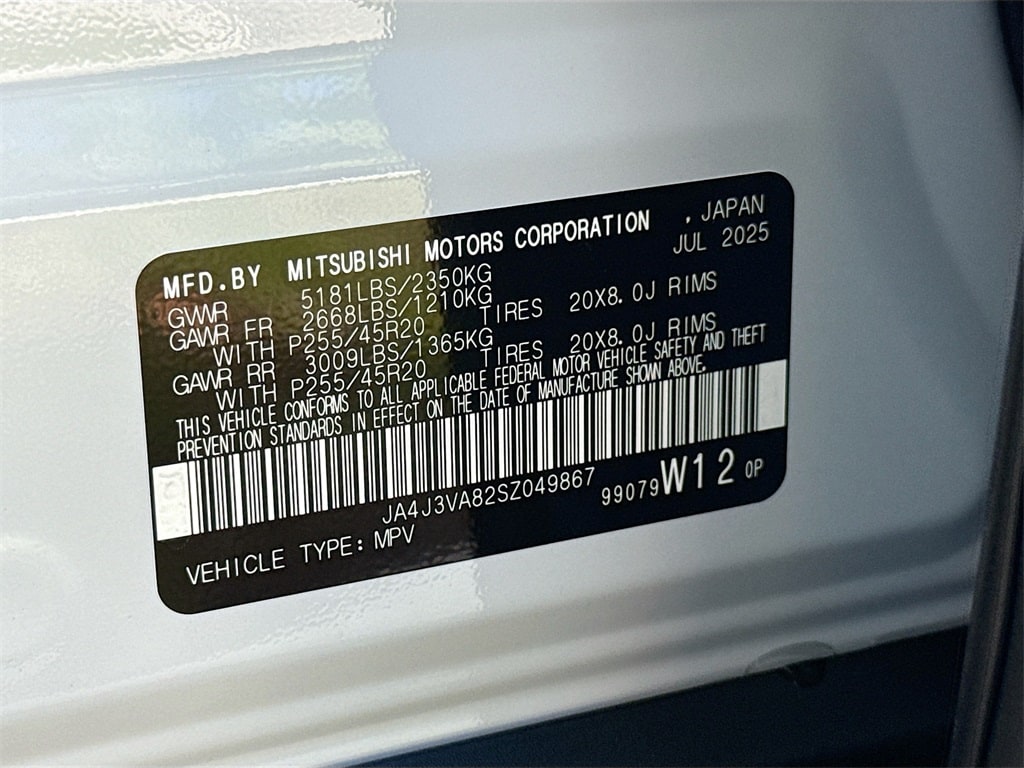 MFD.BY MITSUBISHI MOTORS CORPORATION , JAPAN
JUL 2025
GVWR 5181LBS/2350KG
GAWR FR 2668LBS/1210KG
WITH P255/45R20 TIRES 20X8.0J RIMS
GAWR RR 3009LBS/1365KG
WITH P255/45R20 TIRES 20X8.0J RIMS
THIS VEHICLE CONFORMS TO ALL APPLICABLE FEDERAL MOTOR VEHICLE SAFETY AND THEFT
PREVENTION STANDARDS IN EFFECT ON THE DATE OF MANUFACTURE SHOWN ABOVE.
JA4J3VA82SZ049867 99079 W12 0P
VEHICLE TYPE: MPV